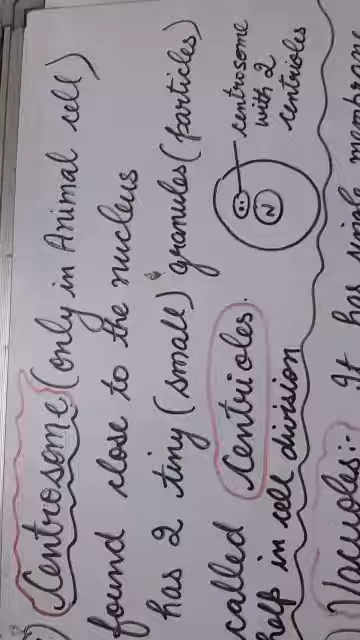 Centrosome (only in Animal cell)
found close to the nucleus
has 2 tiny (small) granules (particles)
called Centrioles.
help in cell division
centrosome
with 2
centrioles
N
Vacuoles:- It has single membrane